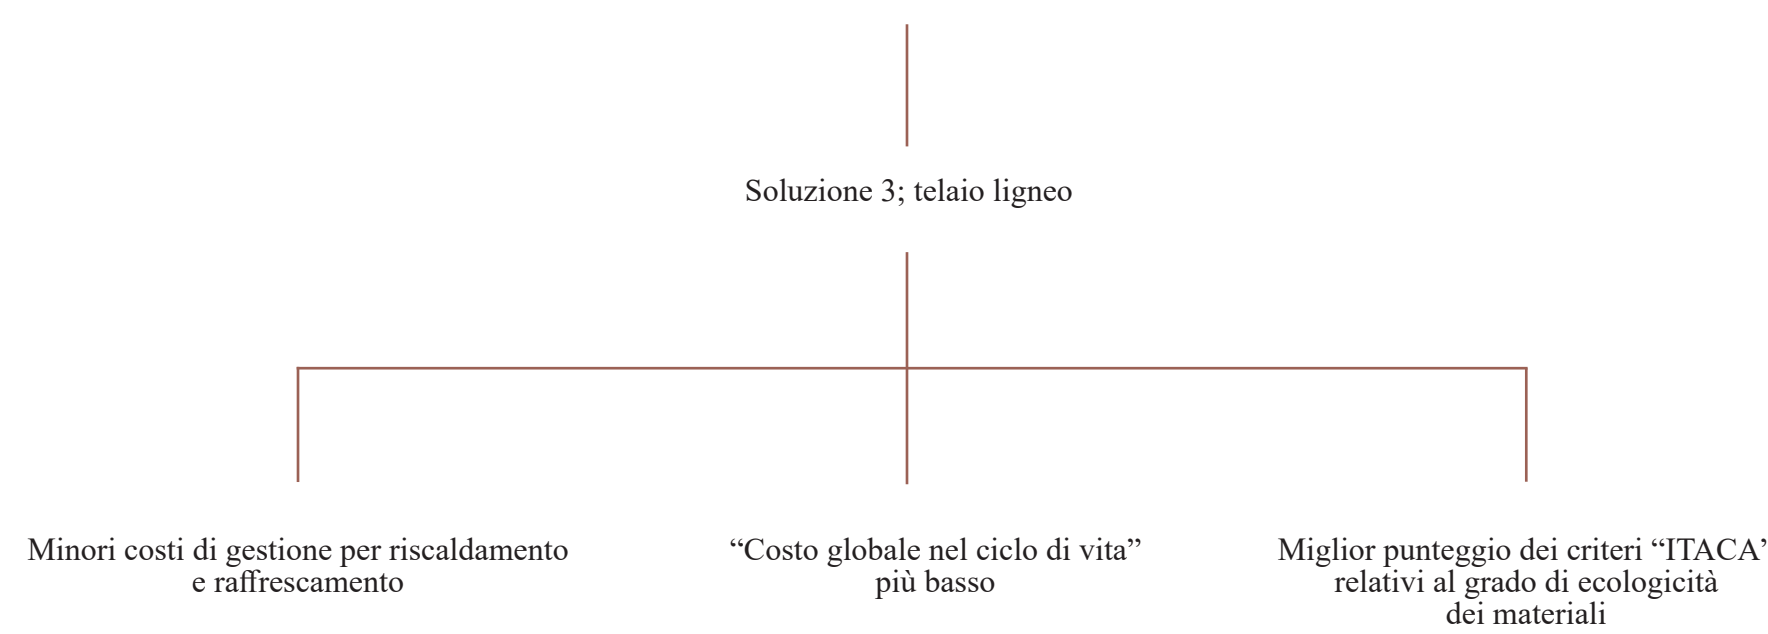 Soluzione 3; telaio ligneo
Minori costi di gestione per riscaldamento
e raffrescamento
“Costo globale nel ciclo di vita”
più basso
Miglior punteggio dei criteri “ITACA’
relativi al grado di ecologicità
dei materiali